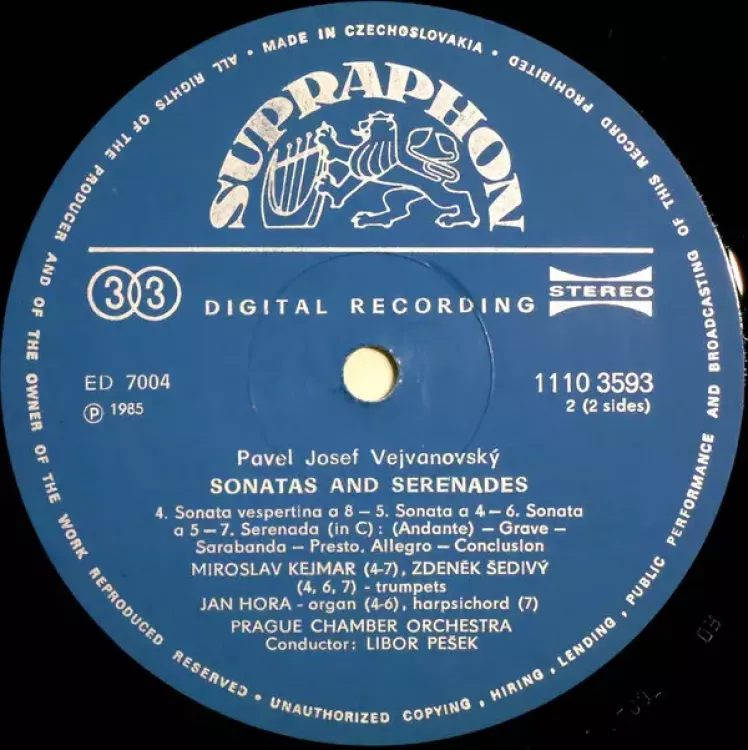 • MADE IN CZECHOSLOVAKIA •
SUPRAPHON
33
DIGITAL RECORDING
STEREO
ED 7004
Ⓟ 1985
1110 3593
2 (2 sides)
Pavel Josef Vejvanovský
SONATAS AND SERENADES
4. Sonata vespertina a 8 – 5. Sonata a 4 – 6. Sonata
a 5 – 7. Serenada (in C) : (Andante) – Grave –
Sarabanda – Presto. Allegro – Conclusion
MIROSLAV KEJMAR (4-7), ZDENĚK ŠEDIVÝ
(4, 6, 7) - trumpets
JAN HORA - organ (4-6), harpsichord (7)
PRAGUE CHAMBER ORCHESTRA
Conductor: LIBOR PEŠEK
ALL RIGHTS OF THE PRODUCER AND OF THE OWNER OF THE WORK REPRODUCED RESERVED • UNAUTHORIZED COPYING, HIRING, LENDING, PUBLIC PERFORMANCE AND BROADCASTING OF THIS RECORD PROHIBITED